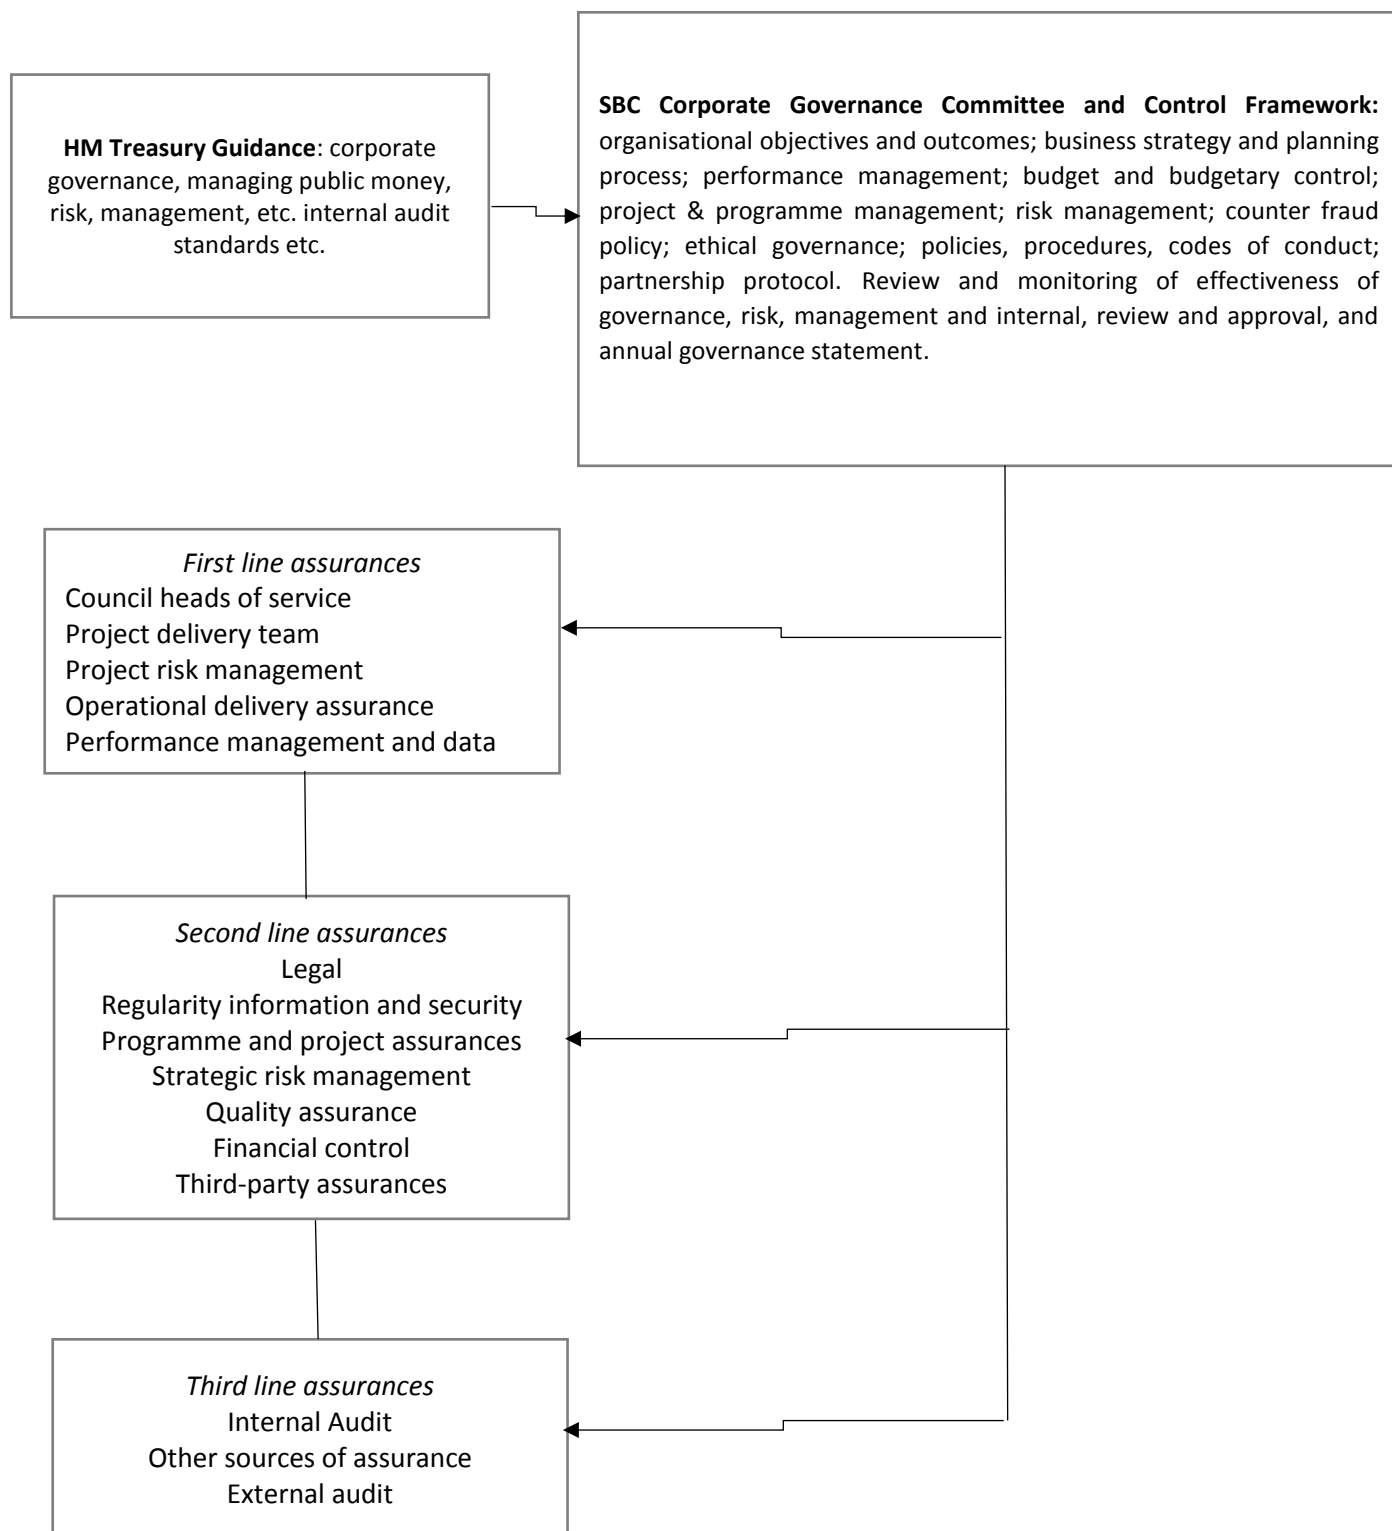 HM Treasury Guidance: corporate
governance, managing public money,
risk, management, etc. internal audit
standards etc.
SBC Corporate Governance Committee and Control Framework:
organisational objectives and outcomes; business strategy and planning
process; performance management; budget and budgetary control;
project & programme management; risk management; counter fraud
policy; ethical governance; policies, procedures, codes of conduct;
partnership protocol. Review and monitoring of effectiveness of
governance, risk, management and internal, review and approval, and
annual governance statement.
First line assurances
Council heads of service
Project delivery team
Project risk management
Operational delivery assurance
Performance management and data
Second line assurances
Legal
Regularity information and security
Programme and project assurances
Strategic risk management
Quality assurance
Financial control
Third-party assurances
Third line assurances
Internal Audit
Other sources of assurance
External audit